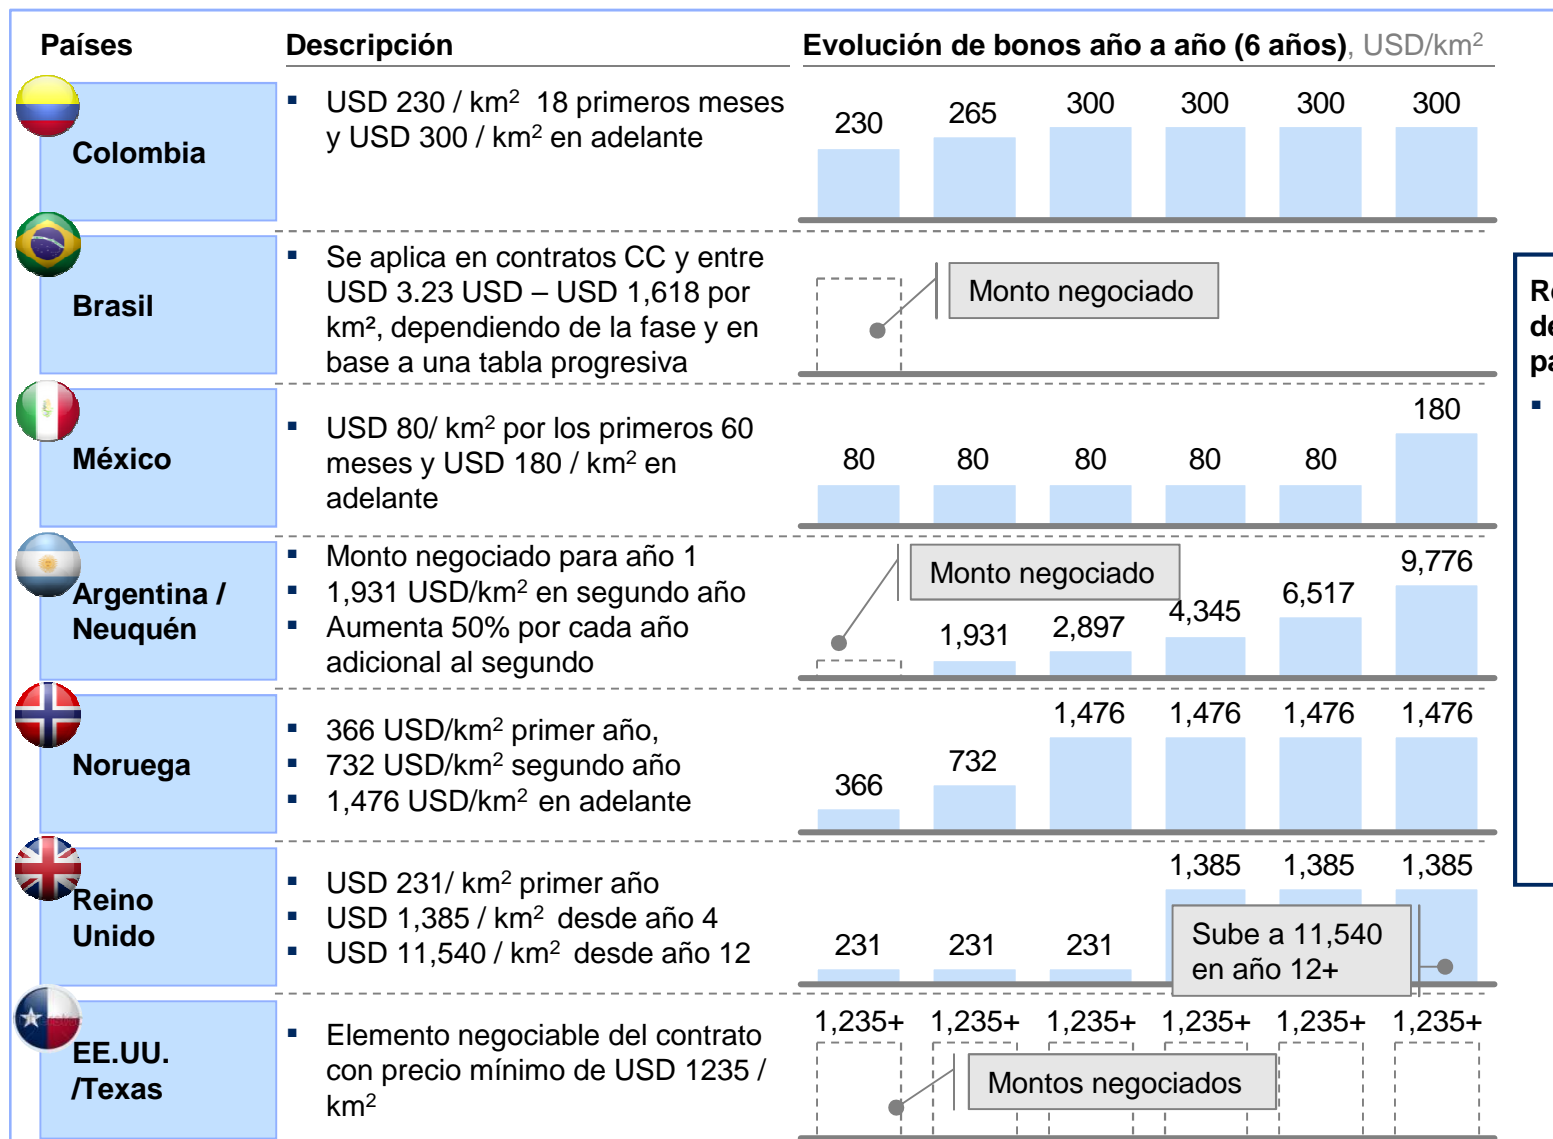 Países
Descripción
Evolución de bonos año a año (6 años), USD/km²
Colombia
▪ USD 230 / km² 18 primeros meses
y USD 300 / km² en adelante
230 265 300 300 300 300
Brasil
▪ Se aplica en contratos CC y entre
USD 3.23 USD – USD 1,618 por
km², dependiendo de la fase y en
base a una tabla progresiva
Monto negociado
México
▪ USD 80/ km² por los primeros 60
meses y USD 180 / km² en
adelante
80 80 80 80 80 180
Argentina /
Neuquén
▪ Monto negociado para año 1
▪ 1,931 USD/km² en segundo año
▪ Aumenta 50% por cada año
adicional al segundo
Monto negociado
1,931 2,897 4,345 6,517 9,776
Noruega
▪ 366 USD/km² primer año,
▪ 732 USD/km² segundo año
▪ 1,476 USD/km² en adelante
366 732 1,476 1,476 1,476 1,476
Reino
Unido
▪ USD 231/ km² primer año
▪ USD 1,385 / km² desde año 4
▪ USD 11,540 / km² desde año 12
231 231 231 1,385 1,385 1,385
Sube a 11,540
en año 12+
EE.UU.
/Texas
▪ Elemento negociable del contrato
con precio mínimo de USD 1235 /
km²
1,235+ 1,235+ 1,235+ 1,235+ 1,235+ 1,235+
Montos negociados